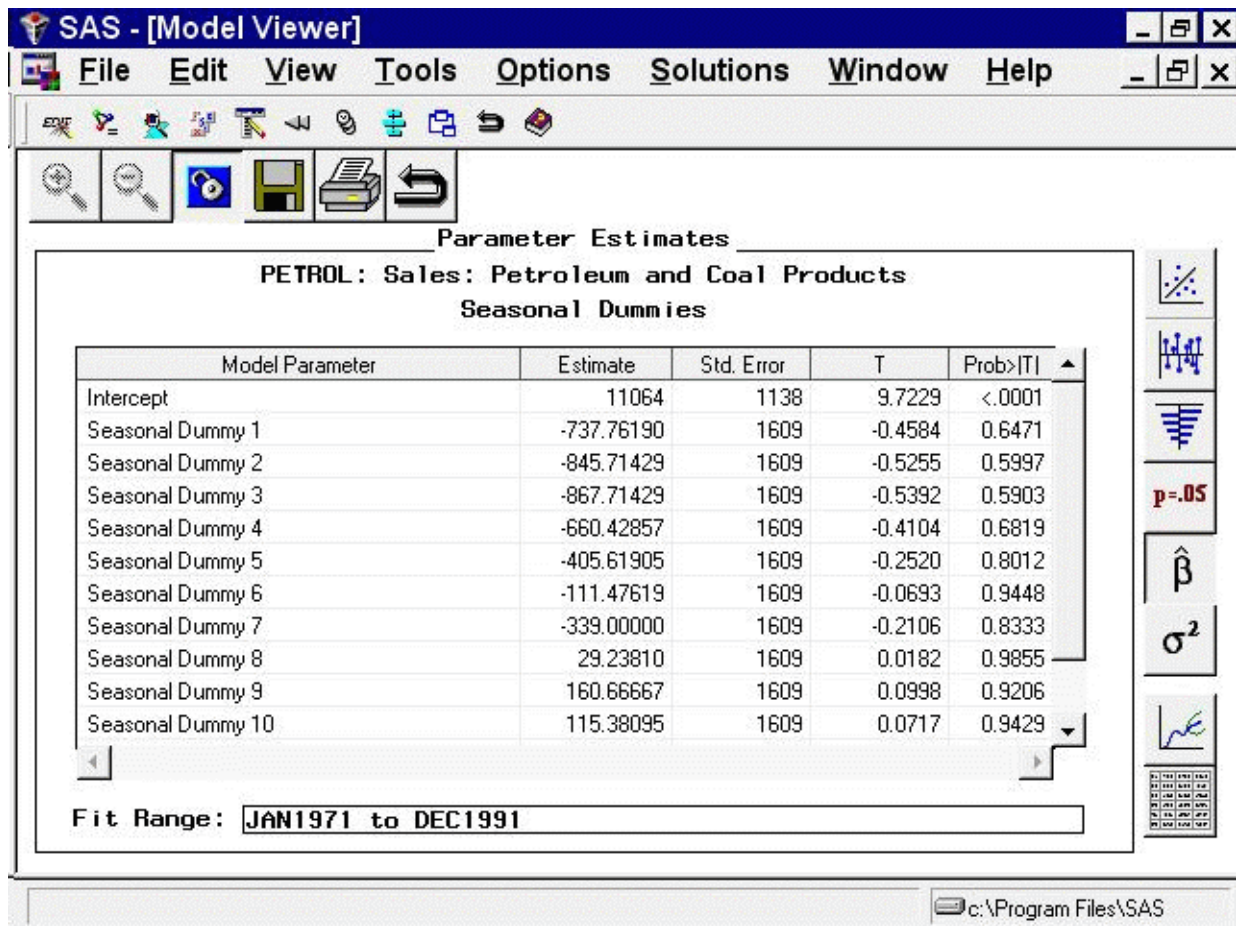 SAS - [Model Viewer]
File Edit View Tools Options Solutions Window Help
Parameter Estimates
PETROL: Sales: Petroleum and Coal Products
Seasonal Dummies
Model Parameter Estimate Std. Error T Prob>|T|
Intercept 11064 1138 9.7229 <.0001
Seasonal Dummy 1 -737.76190 1609 -0.4584 0.6471
Seasonal Dummy 2 -845.71429 1609 -0.5255 0.5997
Seasonal Dummy 3 -867.71429 1609 -0.5392 0.5903
Seasonal Dummy 4 -660.42857 1609 -0.4104 0.6819
Seasonal Dummy 5 -405.61905 1609 -0.2520 0.8012
Seasonal Dummy 6 -111.47619 1609 -0.0693 0.9448
Seasonal Dummy 7 -339.00000 1609 -0.2106 0.8333
Seasonal Dummy 8 29.23810 1609 0.0182 0.9855
Seasonal Dummy 9 160.66667 1609 0.0998 0.9206
Seasonal Dummy 10 115.38095 1609 0.0717 0.9429
Fit Range: JAN1971 to DEC1991
p=.05
β̂
σ²
c:\Program Files\SAS